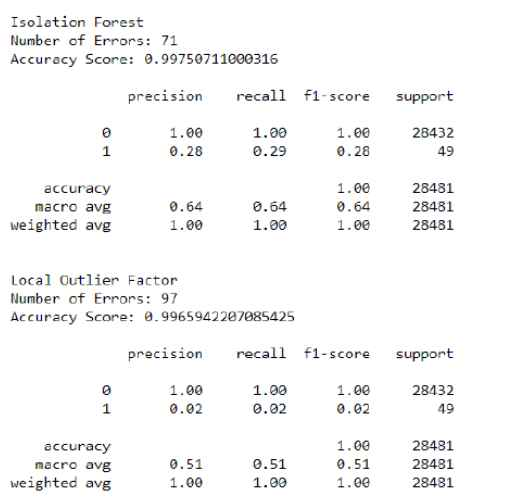 Isolation Forest
Number of Errors: 71
Accuracy Score: 0.99750711000316
precision recall f1-score support
0 1.00 1.00 1.00 28432
1 0.28 0.29 0.28 49
accuracy 1.00 28481
macro avg 0.64 0.64 0.64 28481
weighted avg 1.00 1.00 1.00 28481
Local Outlier Factor
Number of Errors: 97
Accuracy Score: 0.9965942207085425
precision recall f1-score support
0 1.00 1.00 1.00 28432
1 0.02 0.02 0.02 49
accuracy 1.00 28481
macro avg 0.51 0.51 0.51 28481
weighted avg 1.00 1.00 1.00 28481